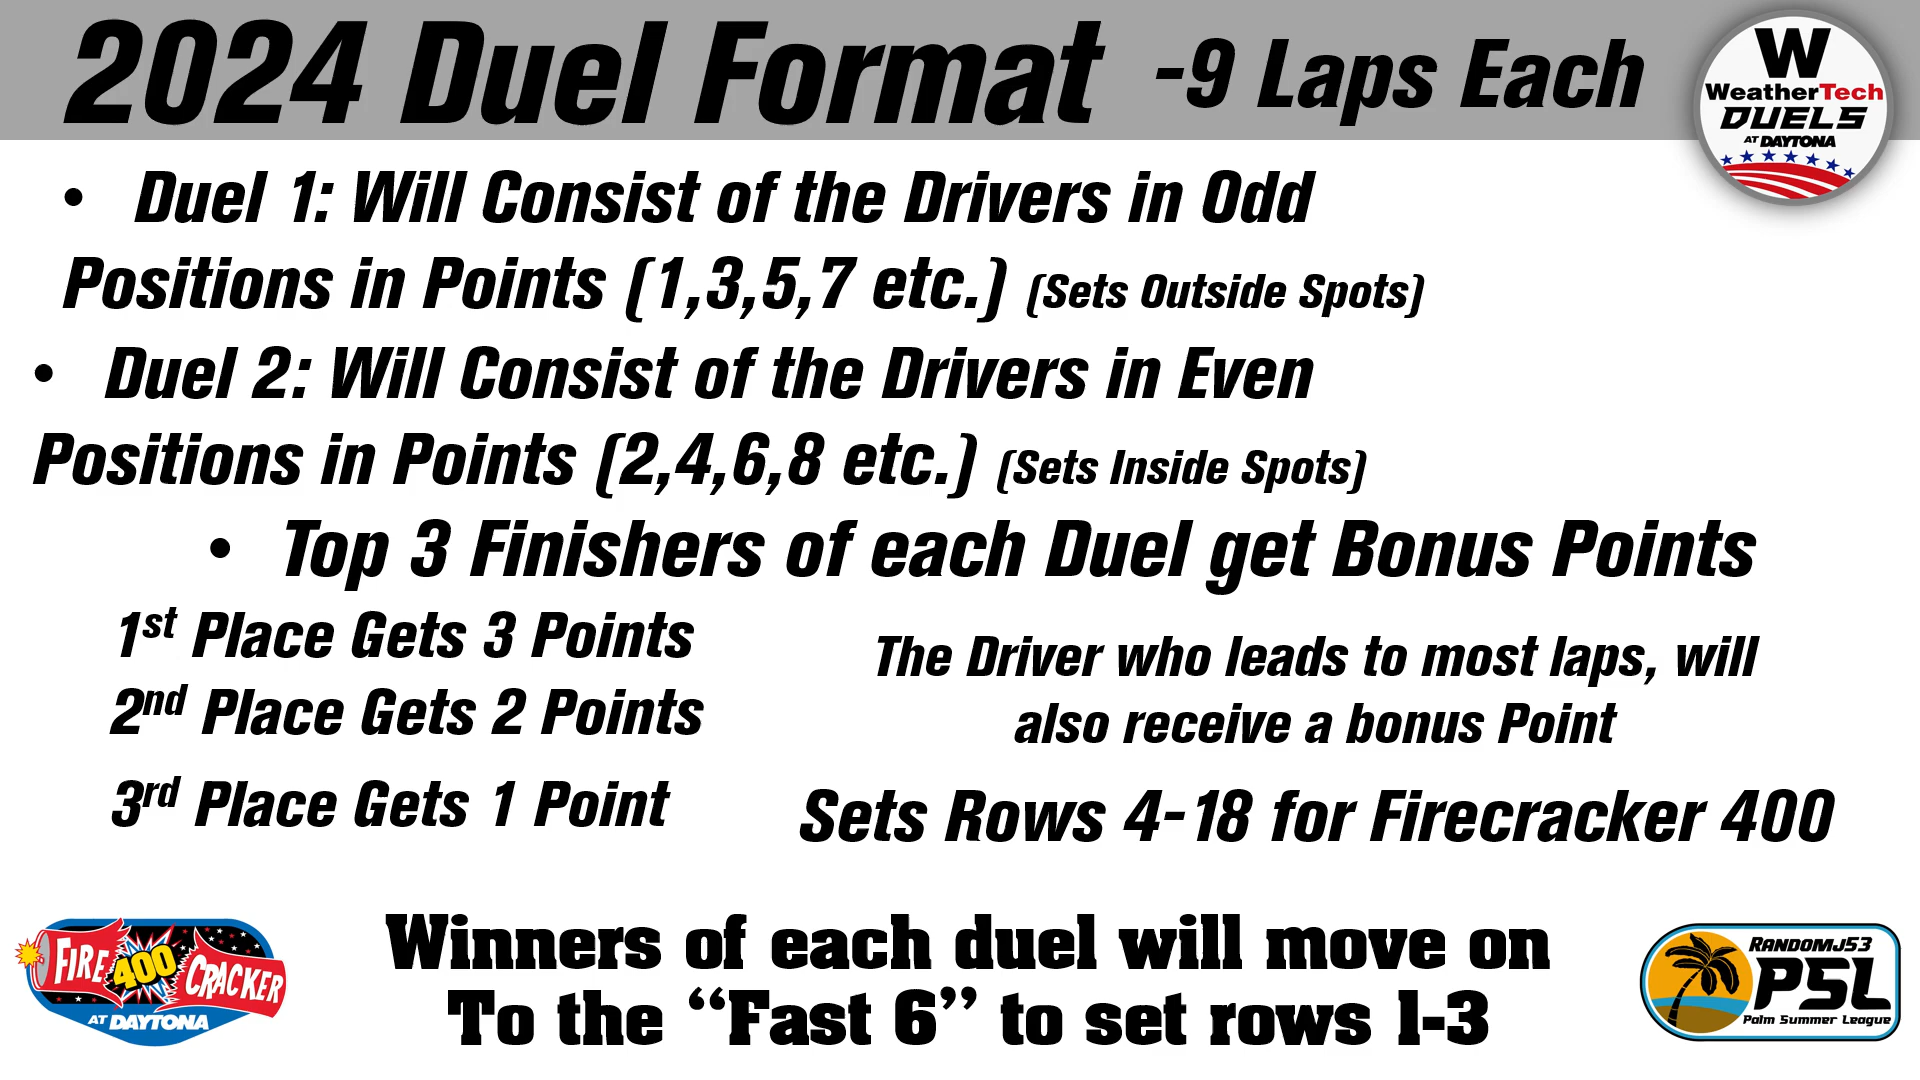 2024 Duel Format -9 Laps Each
W
WeatherTech
DUELS
AT DAYTONA
• Duel 1: Will Consist of the Drivers in Odd
Positions in Points (1,3,5,7 etc.) (Sets Outside Spots)
• Duel 2: Will Consist of the Drivers in Even
Positions in Points (2,4,6,8 etc.) (Sets Inside Spots)
• Top 3 Finishers of each Duel get Bonus Points
1st Place Gets 3 Points
2nd Place Gets 2 Points
3rd Place Gets 1 Point
The Driver who leads to most laps, will
also receive a bonus Point
Sets Rows 4-18 for Firecracker 400
Winners of each duel will move on
To the “Fast 6” to set rows 1-3
FIRE 400 CRACKER
AT DAYTONA
RANDOMJ53
PSL
Palm Summer League